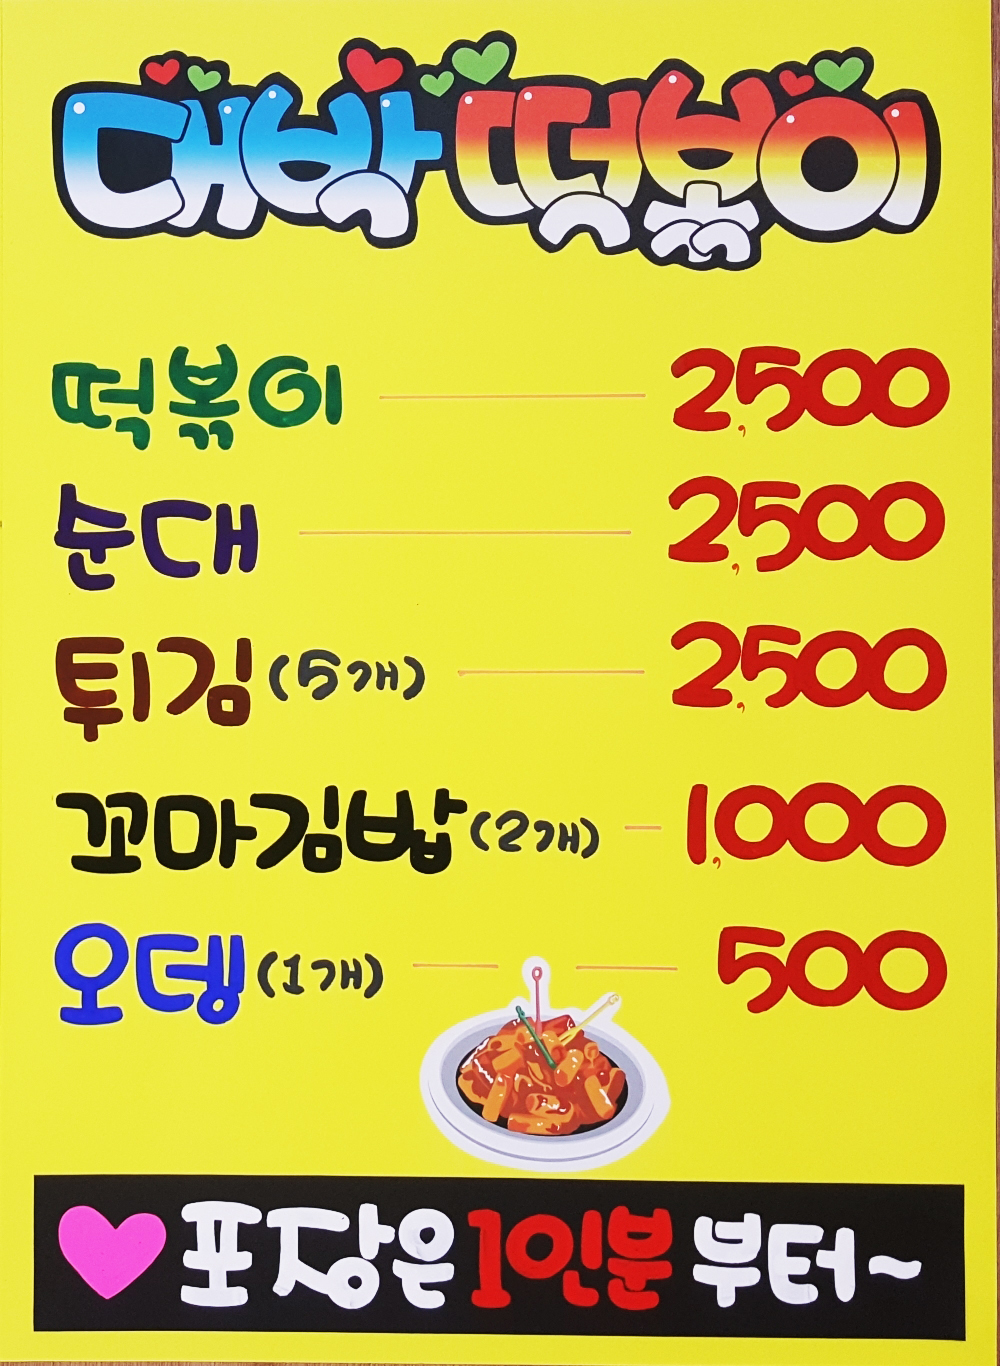 대박 떡볶이
떡볶이 2,500
순대 2,500
튀김(5개) 2,500
꼬마김밥(2개) 1,000
오뎅(1개) 500
포장은 1인분 부터~